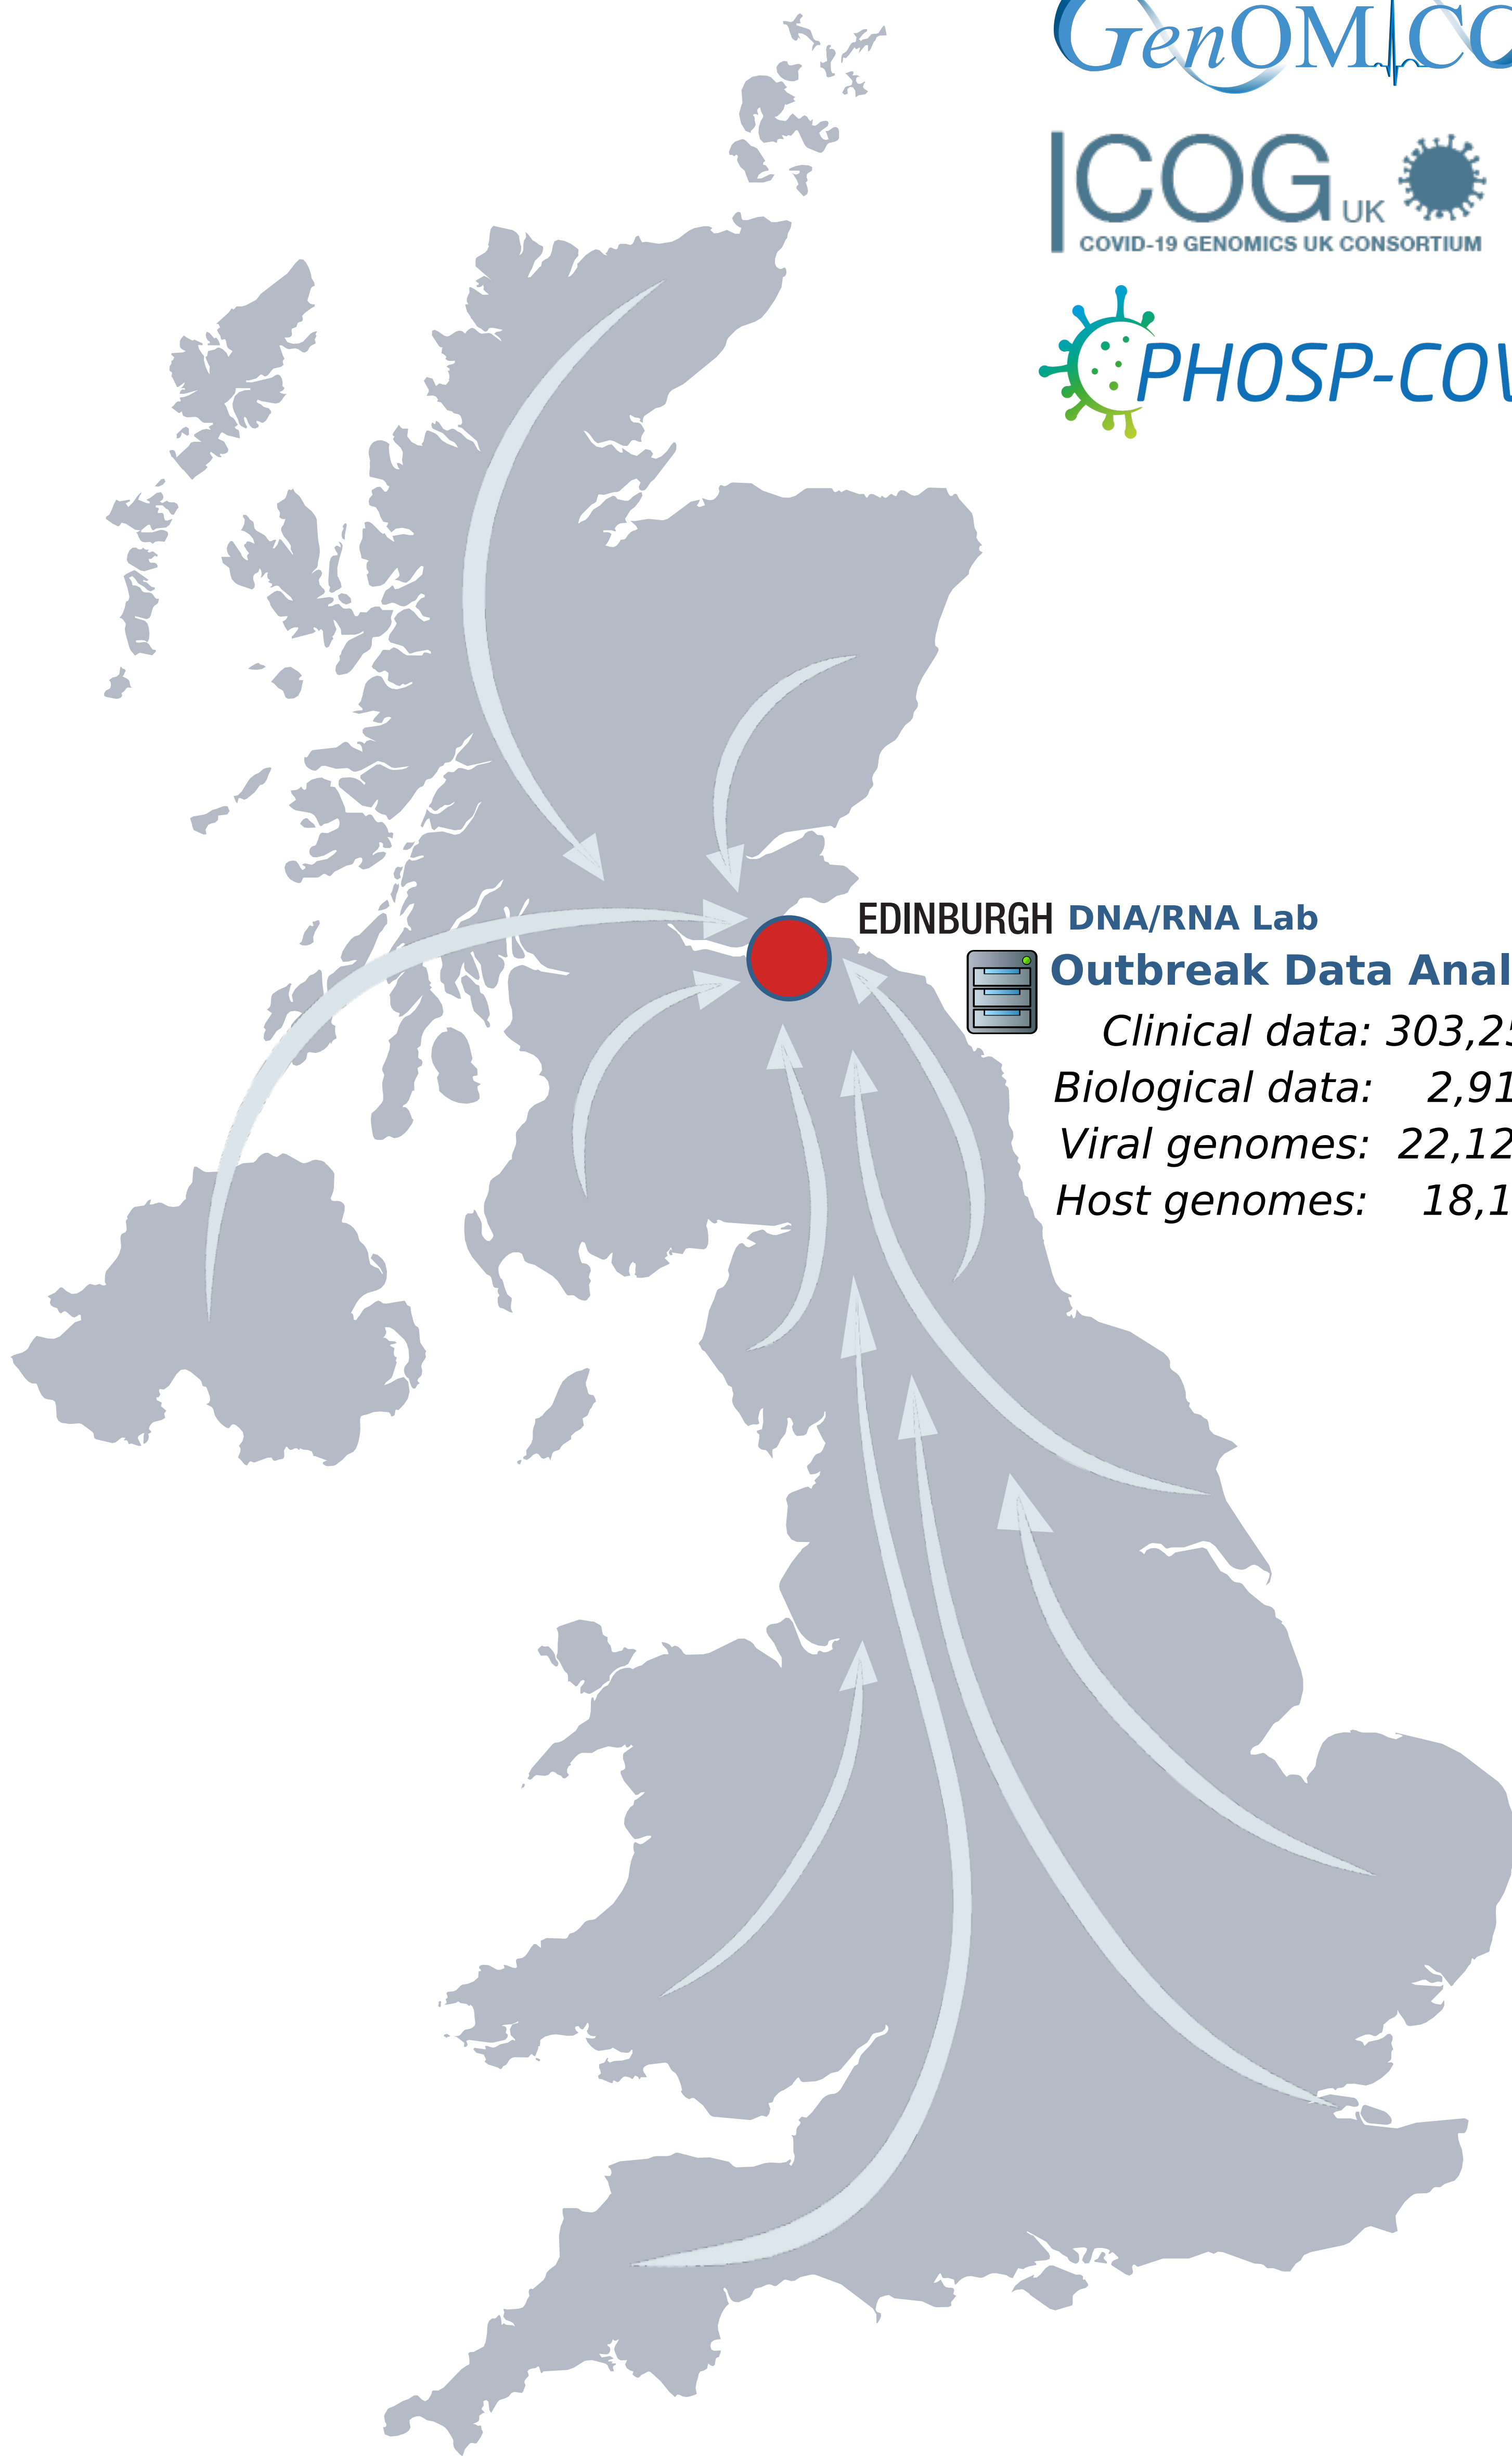 GenOMICC
COG UK
COVID-19 GENOMICS UK CONSORTIUM
PHOSP-COV
EDINBURGH DNA/RNA Lab
Outbreak Data Anal
Clinical data: 303,25
Biological data: 2,91
Viral genomes: 22,12
Host genomes: 18,1